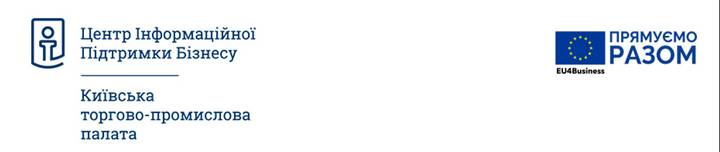 Центр Інформаційної
Підтримки Бізнесу
Київська
торгово-промислова
палата
ПРЯМУЄМО
РАЗОМ
EU4Business